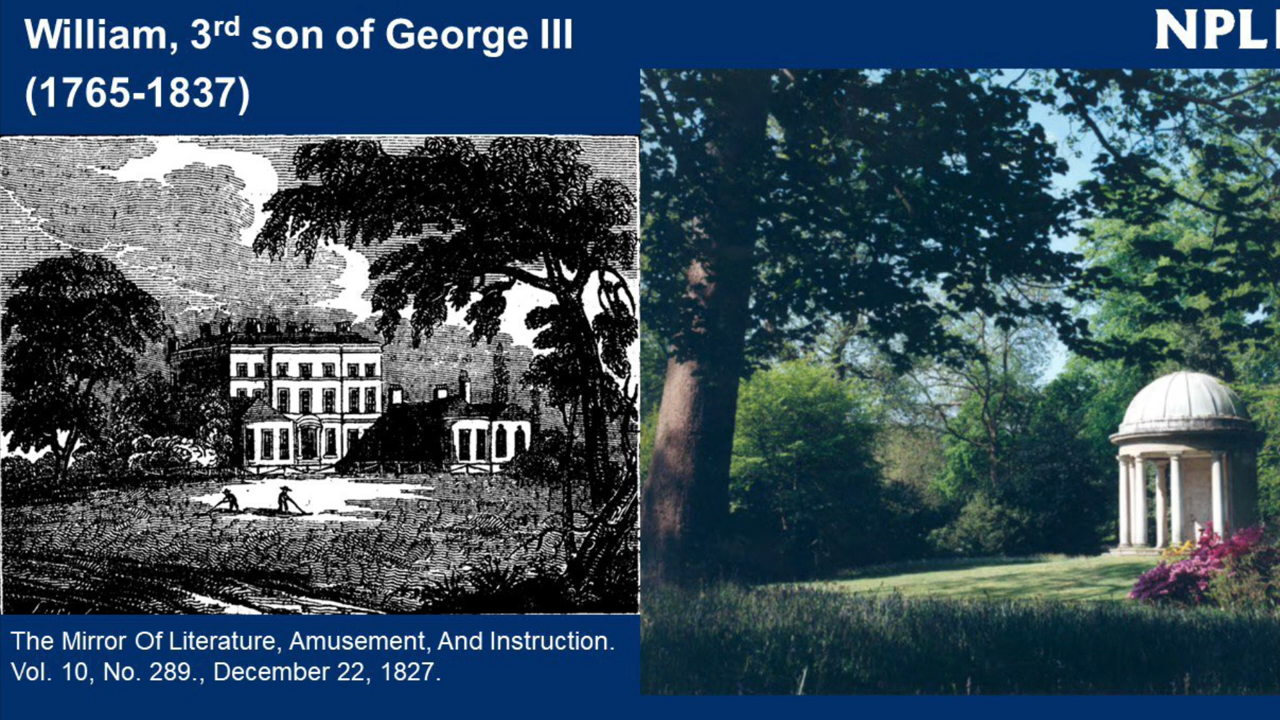 William, 3rd son of George III
(1765-1837)
NPL
The Mirror Of Literature, Amusement, And Instruction.
Vol. 10, No. 289., December 22, 1827.